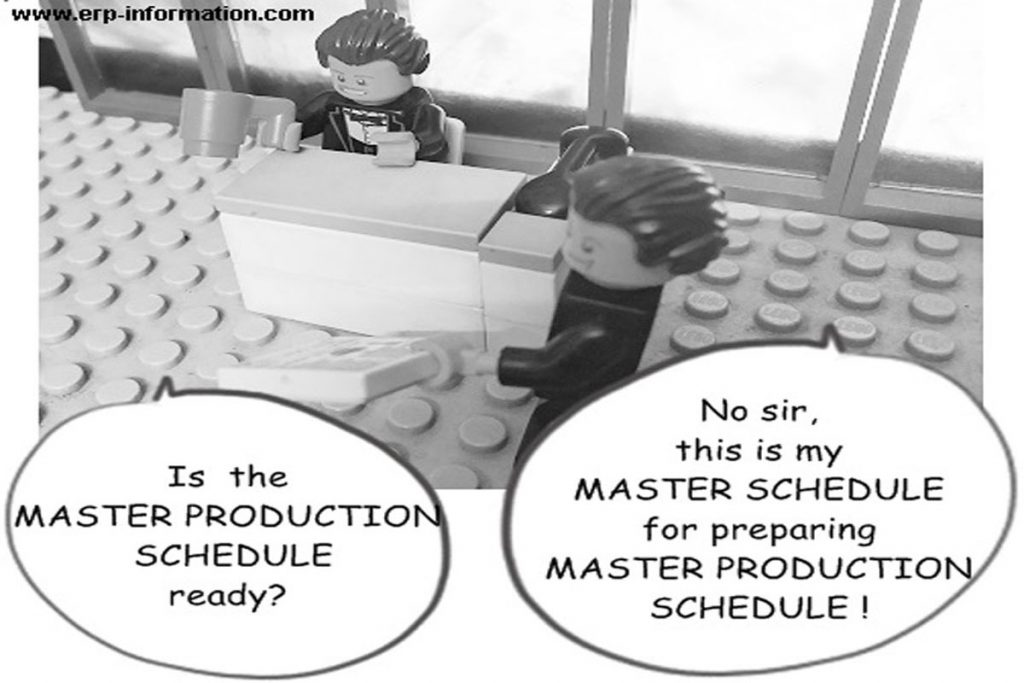 www.erp-information.com
Is the
MASTER PRODUCTION
SCHEDULE
ready?
No sir,
this is my
MASTER SCHEDULE
for preparing
MASTER PRODUCTION
SCHEDULE !